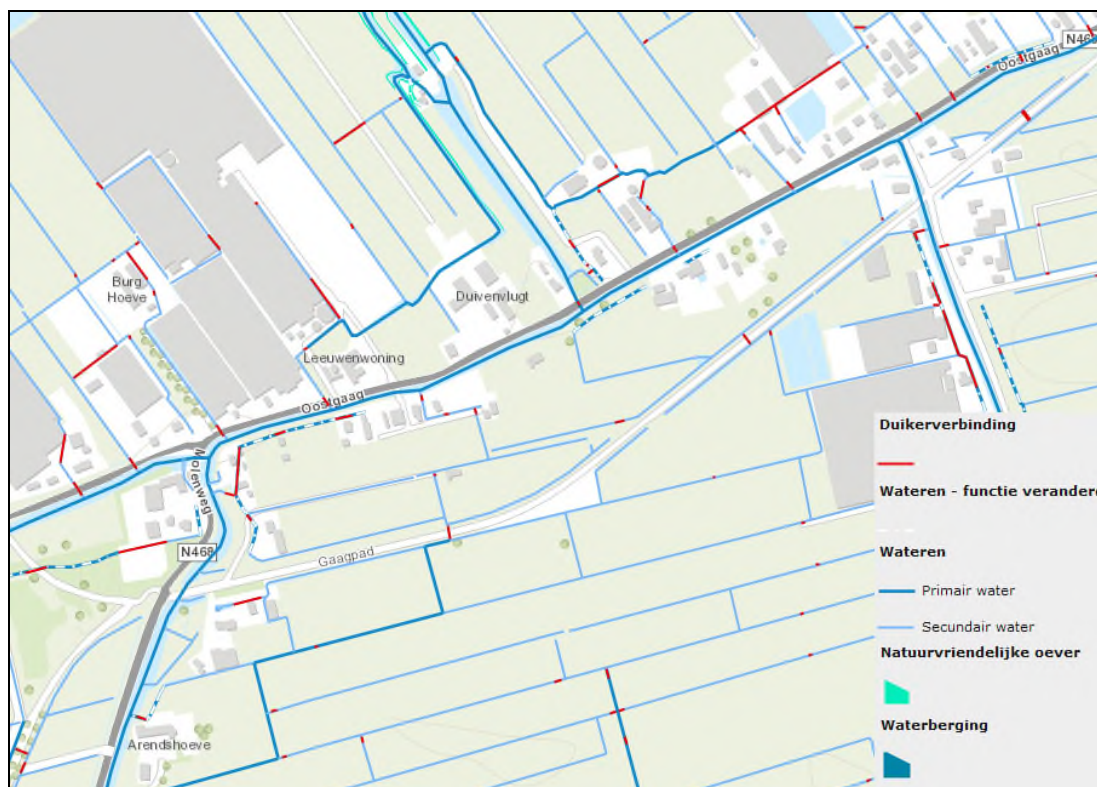 N468
Oostgaag
Burg
Hoeve
Duivenvlugt
Leeuwenwoning
Oostgaag
Molenweg
N468
Gaagpad
Arendshoeve
Duikerverbinding
Wateren - functie verander
Wateren
Primair water
Secundair water
Natuurvriendelijke oever
Waterberging